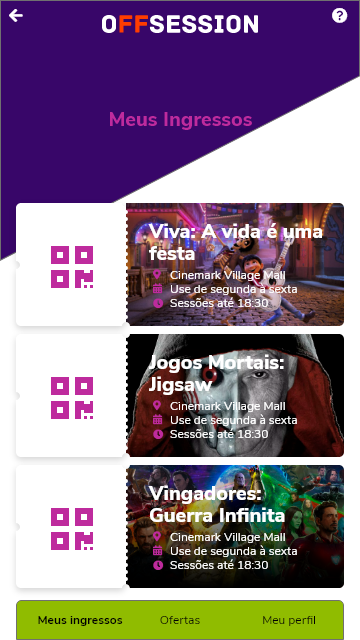 OFFSESSION
Meus Ingressos
Viva: A vida é uma
festa
Cinemark Village Mall
Use de segunda à sexta
Sessões até 18:30
Jogos Mortais:
Jigsaw
Cinemark Village Mall
Use de segunda à sexta
Sessões até 18:30
Vingadores:
Guerra Infinita
Cinemark Village Mall
Use de segunda à sexta
Sessões até 18:30
Meus ingressos Ofertas Meu perfil